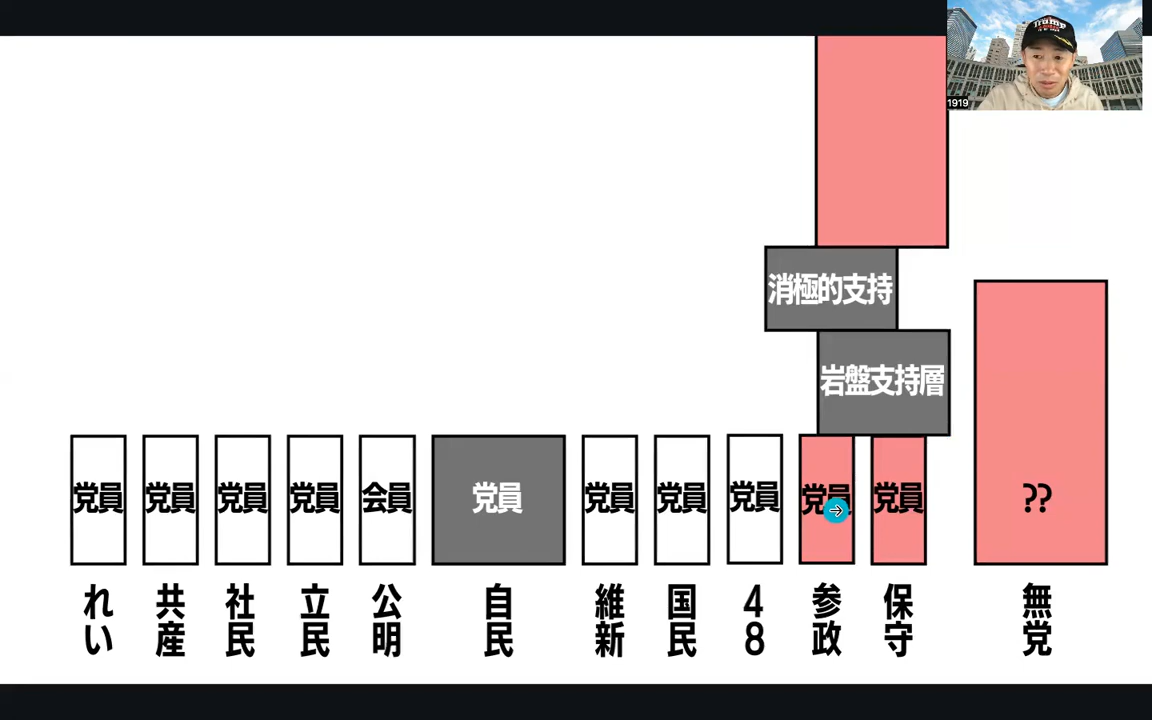 Trump
1919
消極的支持
岩盤支持層
党員
党員
党員
党員
会員
党員
党員
党員
党員
党員
党員
??
れい
共産
社民
立民
公明
自民
維新
国民
48
参政
保守
無党